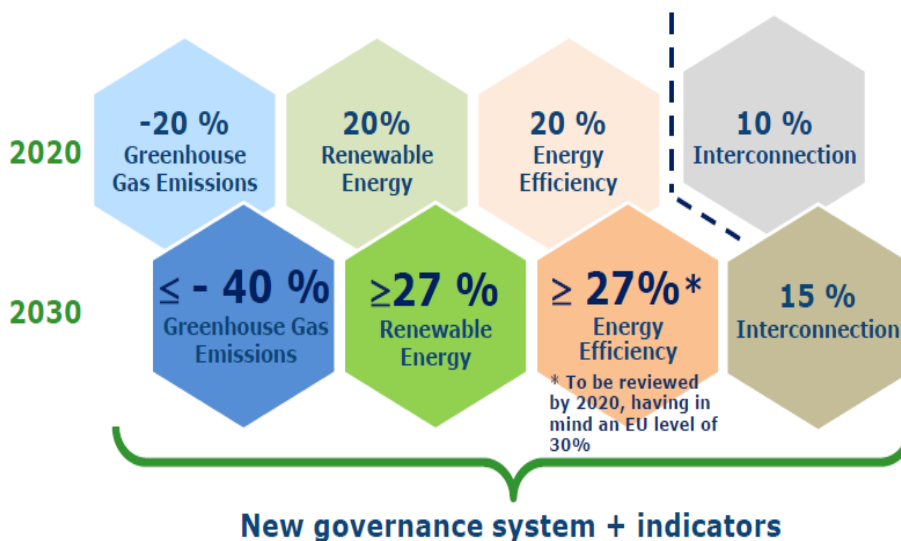 2020
-20 %
Greenhouse
Gas Emissions
20%
Renewable
Energy
20 %
Energy
Efficiency
10 %
Interconnection
2030
≤ - 40 %
Greenhouse Gas
Emissions
≥27 %
Renewable
Energy
≥ 27%*
Energy
Efficiency
* To be reviewed
by 2020, having in
mind an EU level of
30%
15 %
Interconnection
New governance system + indicators